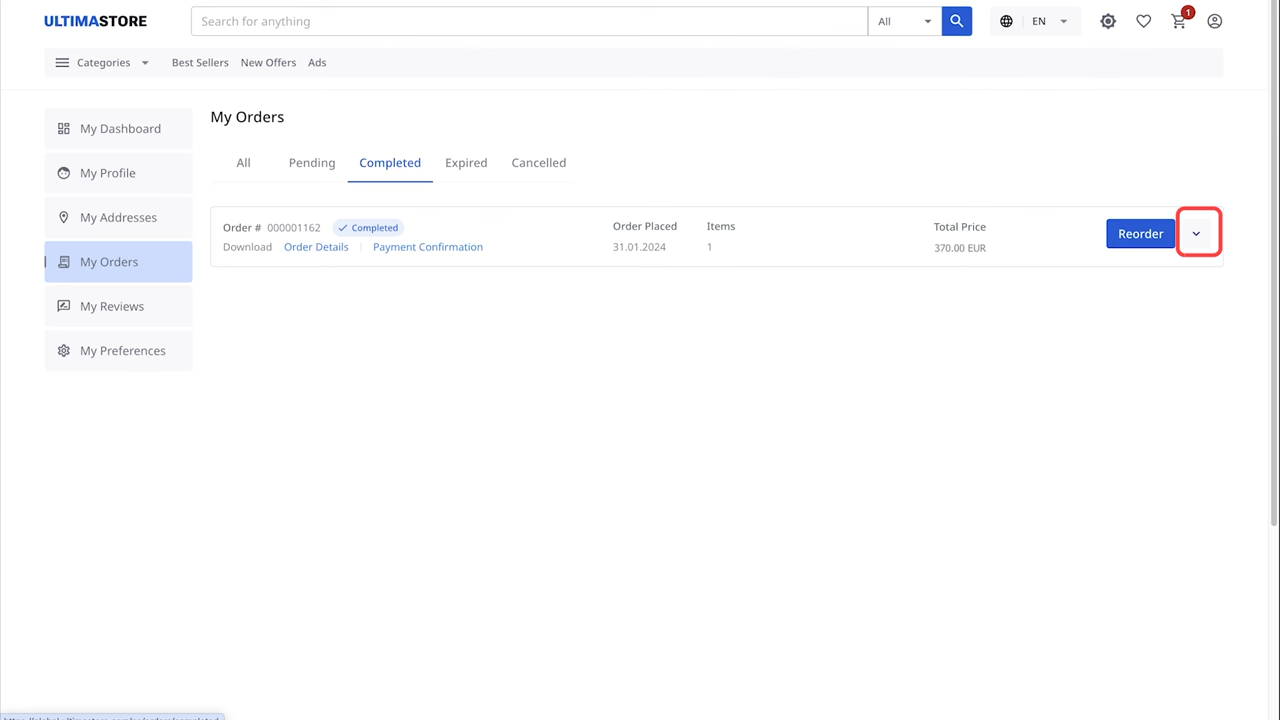 ULTIMASTORE
Search for anything
All
EN
1
Categories
Best Sellers
New Offers
Ads
My Dashboard
My Profile
My Addresses
My Orders
My Reviews
My Preferences
My Orders
All
Pending
Completed
Expired
Cancelled
Order # 000001162
Completed
Download Order Details | Payment Confirmation
Order Placed
31.01.2024
Items
1
Total Price
370.00 EUR
Reorder